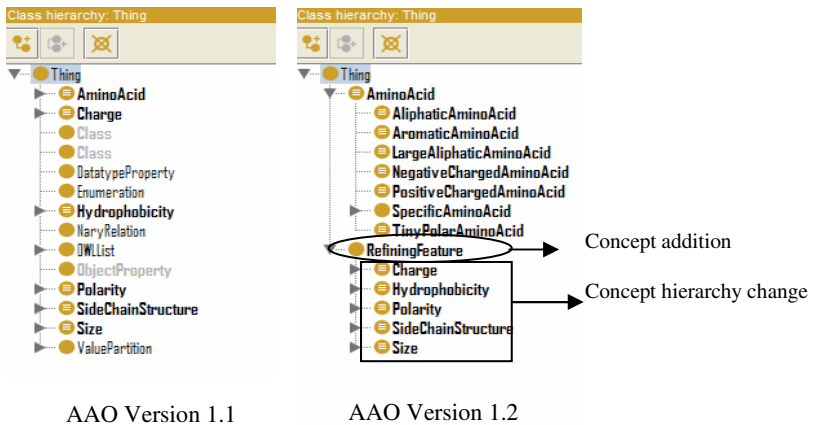 Class hierarchy: Thing
Thing
AminoAcid
Charge
Class
Class
DatatypeProperty
Enumeration
Hydrophobicity
NaryRelation
OWLList
ObjectProperty
Polarity
SideChainStructure
Size
ValuePartition
AAO Version 1.1
Class hierarchy: Thing
Thing
AminoAcid
AliphaticAminoAcid
AromaticAminoAcid
LargeAliphaticAminoAcid
NegativeChargedAminoAcid
PositiveChargedAminoAcid
SpecificAminoAcid
TinyPolarAminoAcid
RefiningFeature
Charge
Hydrophobicity
Polarity
SideChainStructure
Size
AAO Version 1.2
Concept addition
Concept hierarchy change